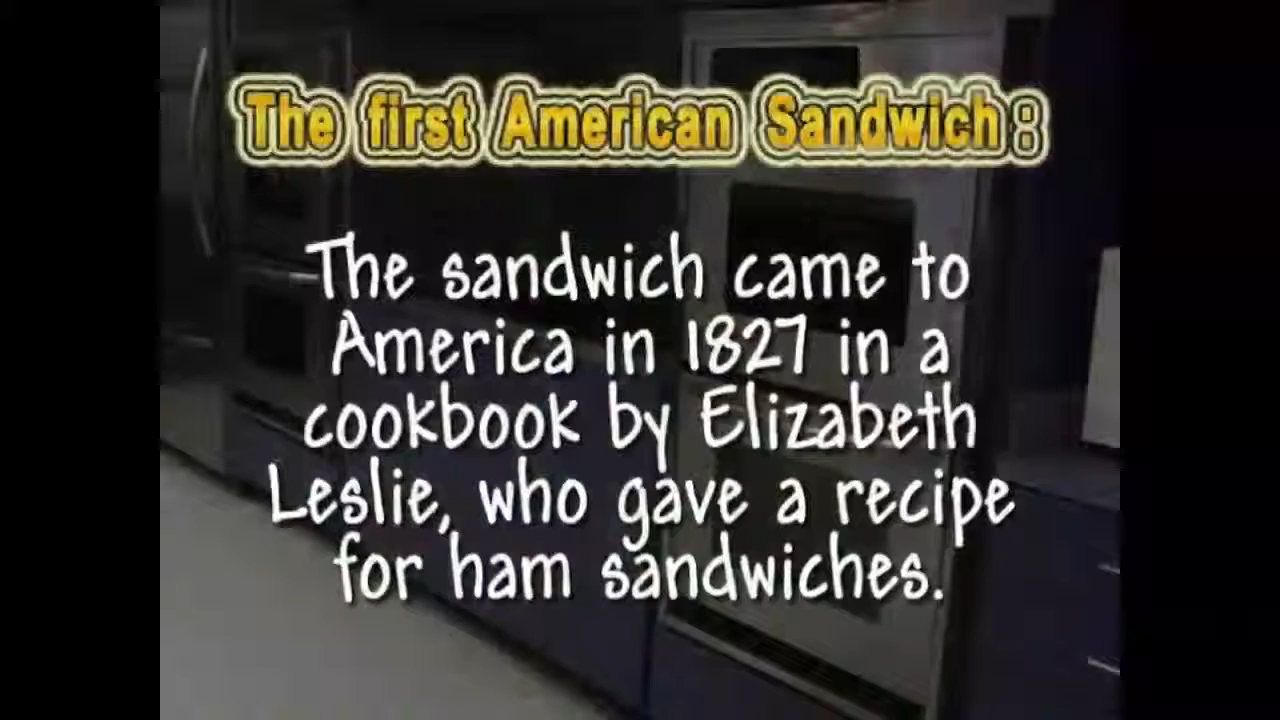 The first American Sandwich:
The sandwich came to
America in 1827 in a
cookbook by Elizabeth
Leslie, who gave a recipe
for ham sandwiches.